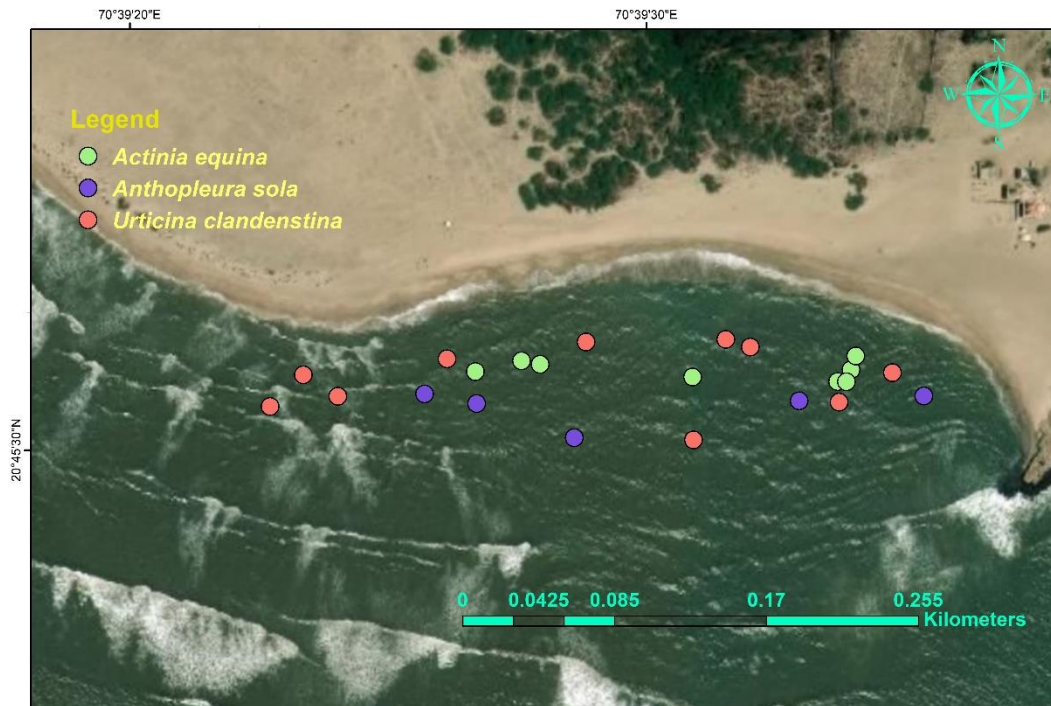 70°39'20"E 70°39'30"E
N
W E
S
Legend
Actinia equina
Anthopleura sola
Urticina clandenstina
20°45'30"N
0 0.0425 0.085 0.17 0.255
Kilometers